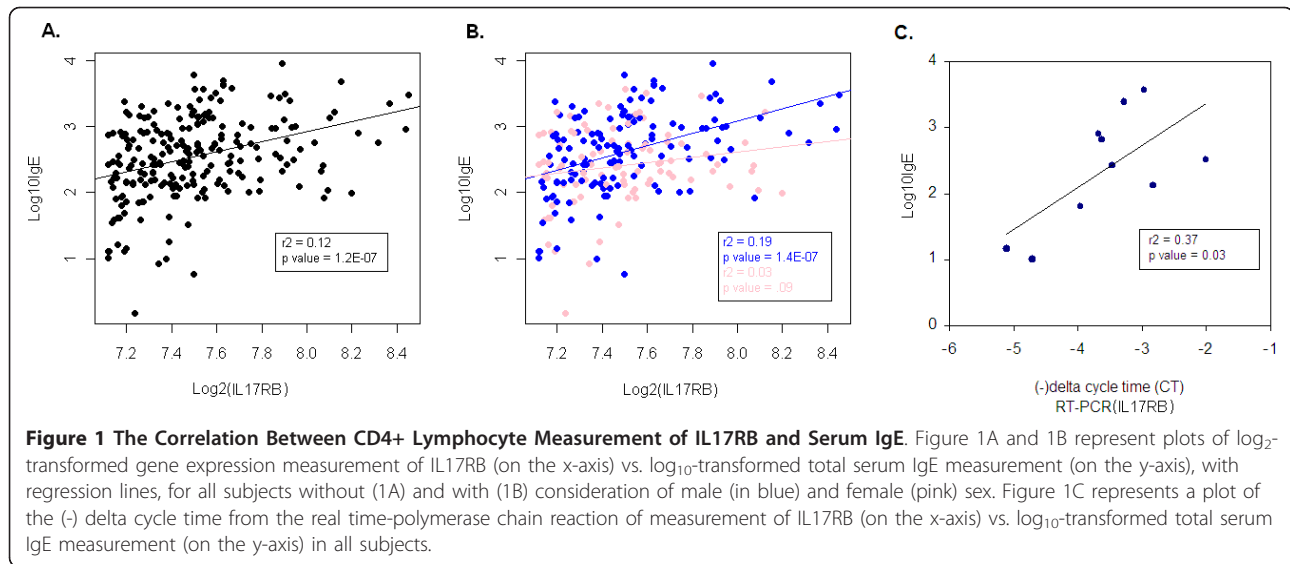 A.
Log10IgE
4
3
2
1
r2 = 0.12
p value = 1.2E-07
7.2 7.4 7.6 7.8 8.0 8.2 8.4
Log2(IL17RB)
B.
Log10IgE
4
3
2
1
r2 = 0.19
p value = 1.4E-07
r2 = 0.03
p value = .09
7.2 7.4 7.6 7.8 8.0 8.2 8.4
Log2(IL17RB)
C.
Log10IgE
4
3
2
1
0
r2 = 0.37
p value = 0.03
-6 -5 -4 -3 -2 -1
(-)delta cycle time (CT)
RT-PCR(IL17RB)
Figure 1 The Correlation Between CD4+ Lymphocyte Measurement of IL17RB and Serum IgE. Figure 1A and 1B represent plots of log2-
transformed gene expression measurement of IL17RB (on the x-axis) vs. log10-transformed total serum IgE measurement (on the y-axis), with
regression lines, for all subjects without (1A) and with (1B) consideration of male (in blue) and female (pink) sex. Figure 1C represents a plot of
the (-) delta cycle time from the real time-polymerase chain reaction of measurement of IL17RB (on the x-axis) vs. log10-transformed total serum
IgE measurement (on the y-axis) in all subjects.